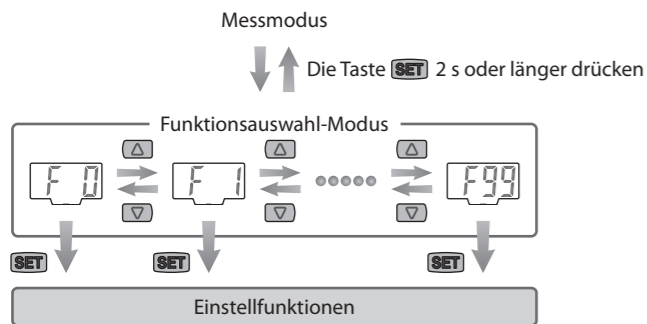 Messmodus
Die Taste SET 2 s oder länger drücken
Funktionsauswahl-Modus
F 0 F 1 F99
SET SET SET
Einstellfunktionen